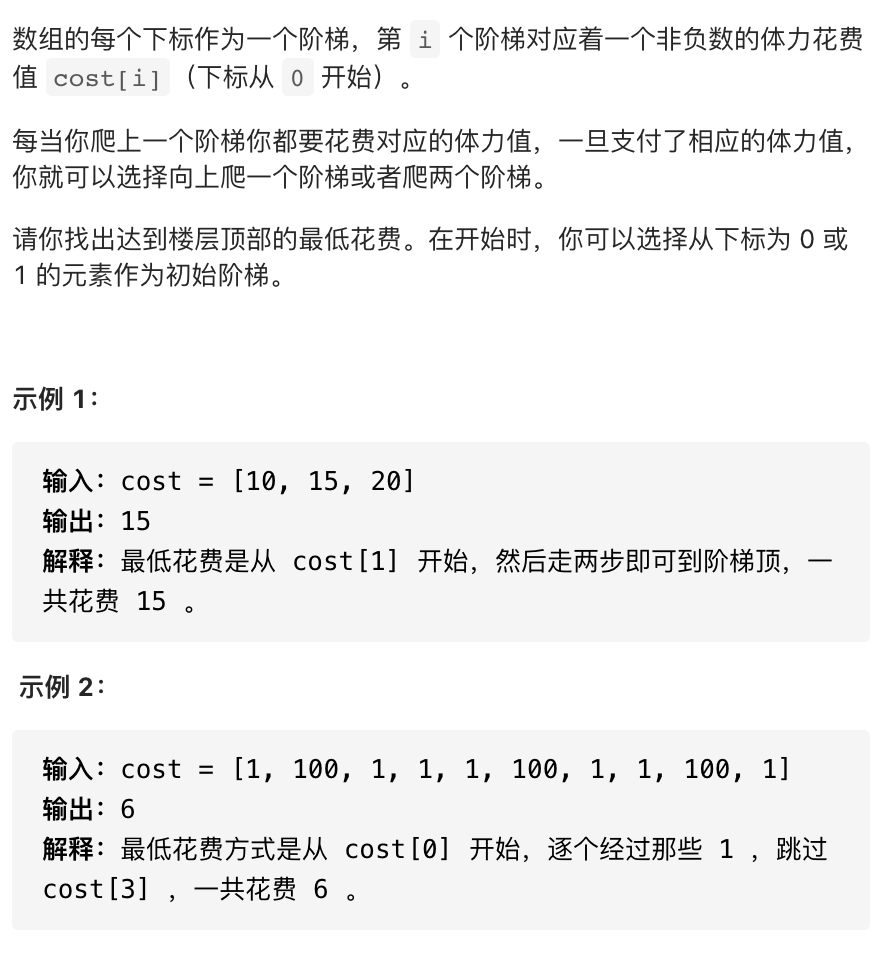 数组的每个下标作为一个阶梯，第 i 个阶梯对应着一个非负数的体力花费
值 cost[i]（下标从 0 开始）。
每当你爬上一个阶梯你都要花费对应的体力值，一旦支付了相应的体力值，
你就可以选择向上爬一个阶梯或者爬两个阶梯。
请你找出达到楼层顶部的最低花费。在开始时，你可以选择从下标为 0 或
1 的元素作为初始阶梯。
示例 1：
输入：cost = [10, 15, 20]
输出：15
解释：最低花费是从 cost[1] 开始，然后走两步即可到阶梯顶，一
共花费 15 。
示例 2：
输入：cost = [1, 100, 1, 1, 1, 100, 1, 1, 100, 1]
输出：6
解释：最低花费方式是从 cost[0] 开始，逐个经过那些 1 ，跳过
cost[3] ，一共花费 6 。